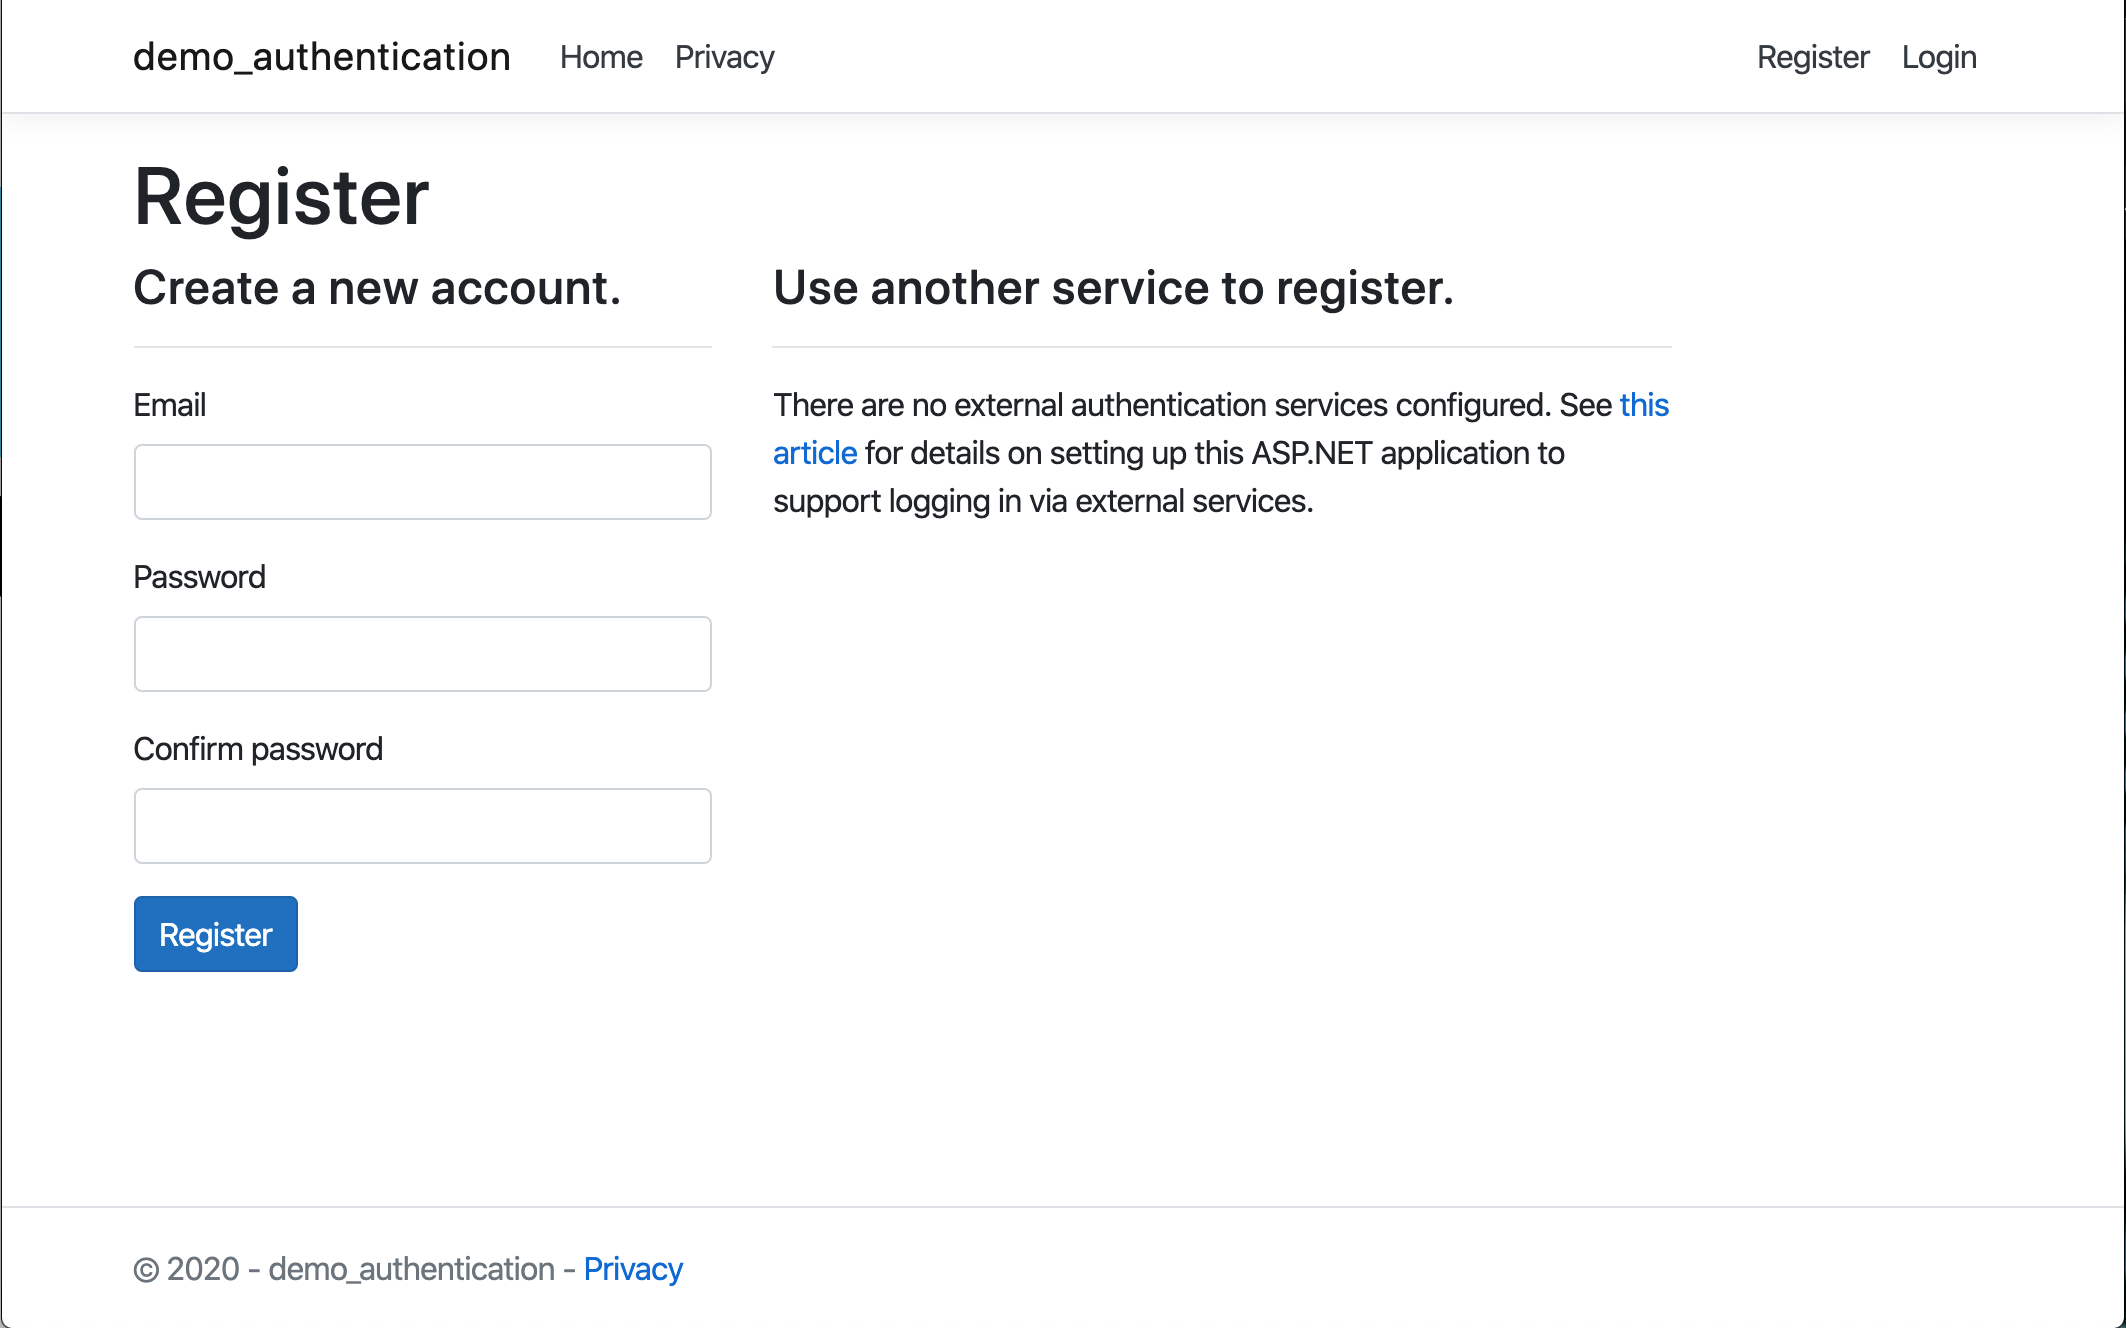 demo_authentication Home Privacy Register Login
Register
Create a new account.
Email
Password
Confirm password
Register
Use another service to register.
There are no external authentication services configured. See this
article for details on setting up this ASP.NET application to
support logging in via external services.
© 2020 - demo_authentication - Privacy